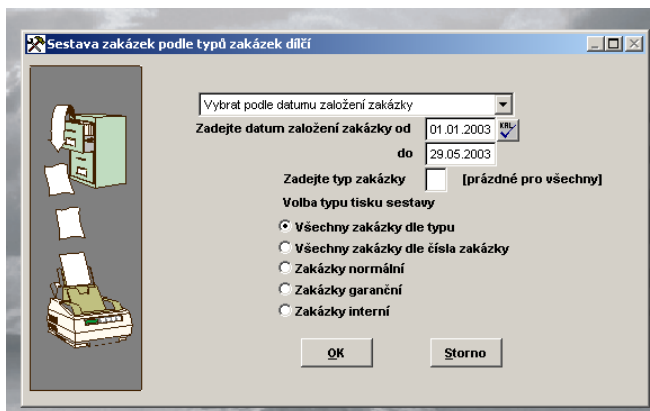 Sestava zakázek podle typů zakázek dílčí
Vybrat podle datumu založení zakázky
Zadejte datum založení zakázky od 01.01.2003 KAL
do 29.05.2003
Zadejte typ zakázky [prázdné pro všechny]
Volba typu tisku sestavy
Všechny zakázky dle typu
Všechny zakázky dle čísla zakázky
Zakázky normální
Zakázky garanční
Zakázky interní
OK Storno